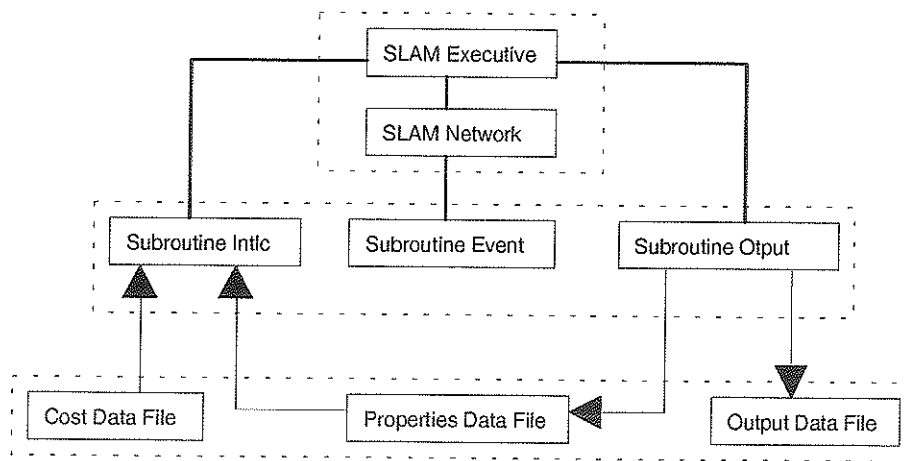 SLAM Executive
SLAM Network
Subroutine Intlc
Subroutine Event
Subroutine Otput
Cost Data File
Properties Data File
Output Data File